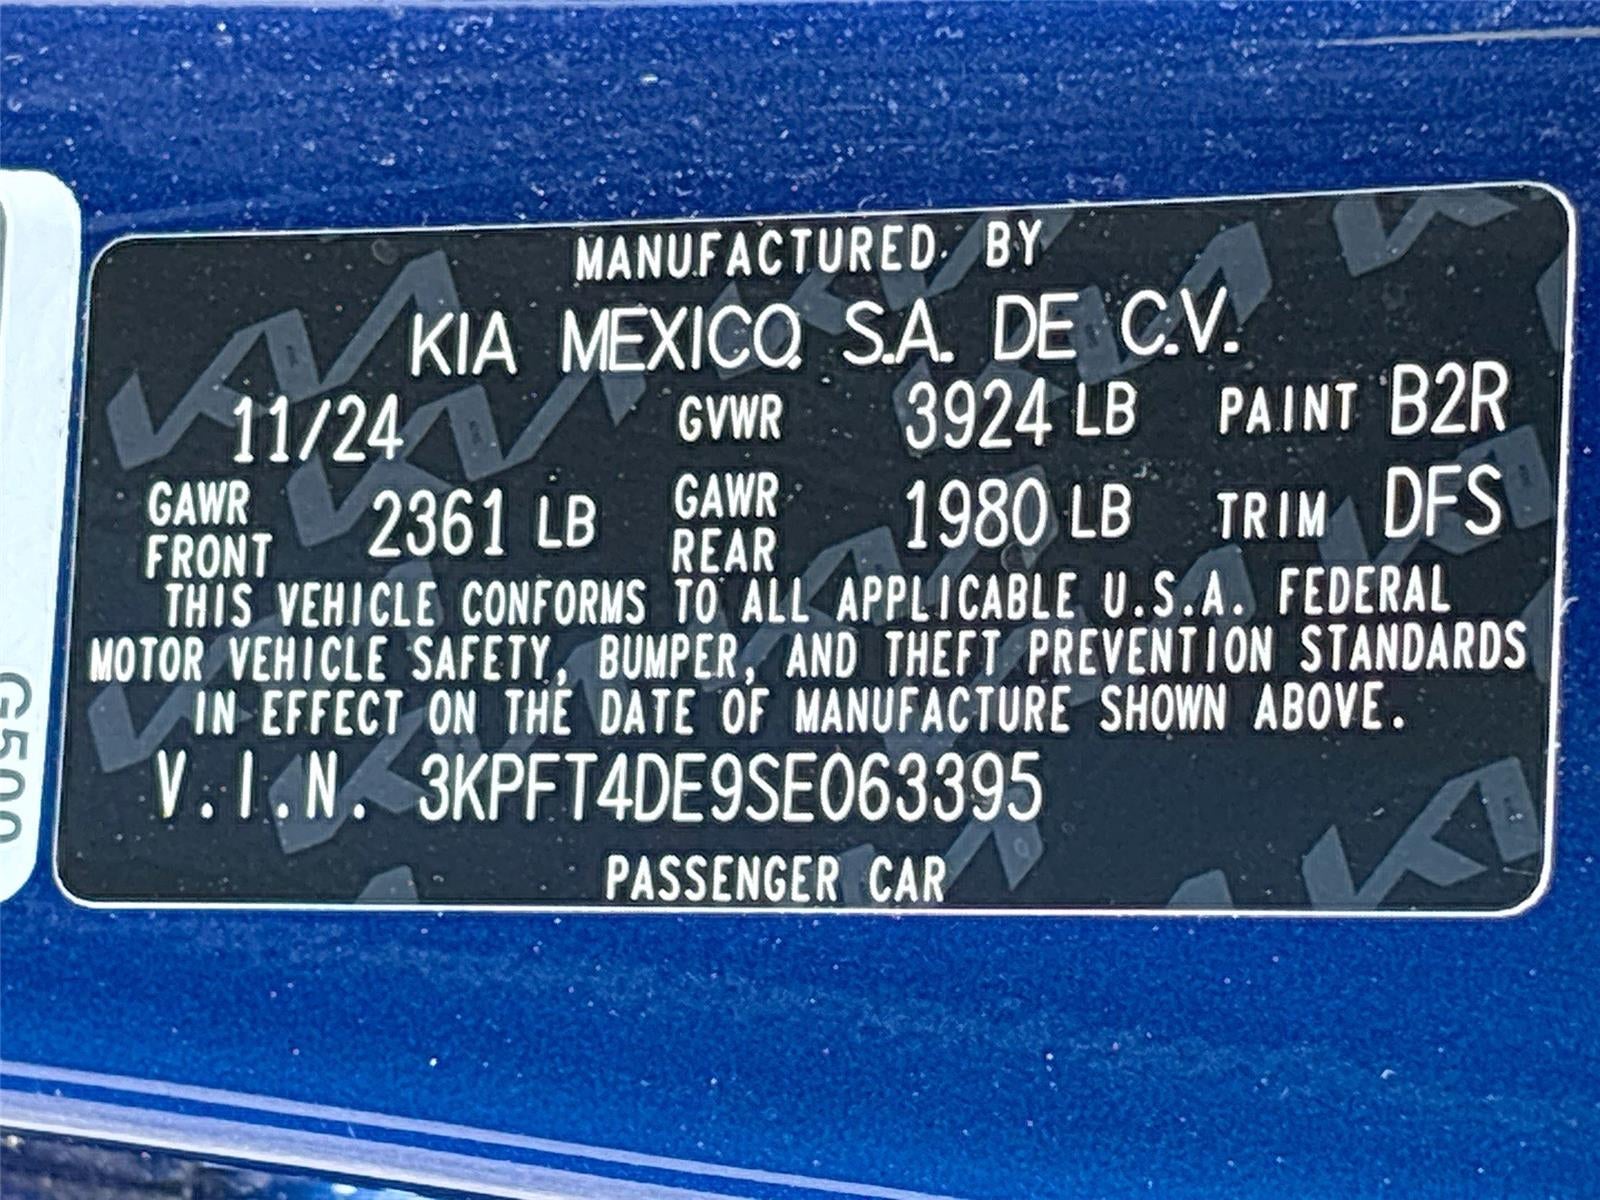 MANUFACTURED BY
KIA MEXICO, S.A. DE C.V.
11/24 GVWR 3924 LB PAINT B2R
GAWR FRONT 2361 LB GAWR REAR 1980 LB TRIM DFS
THIS VEHICLE CONFORMS TO ALL APPLICABLE U.S.A. FEDERAL
MOTOR VEHICLE SAFETY, BUMPER, AND THEFT PREVENTION STANDARDS
IN EFFECT ON THE DATE OF MANUFACTURE SHOWN ABOVE.
V.I.N. 3KPFT4DE9SE063395
PASSENGER CAR
G500